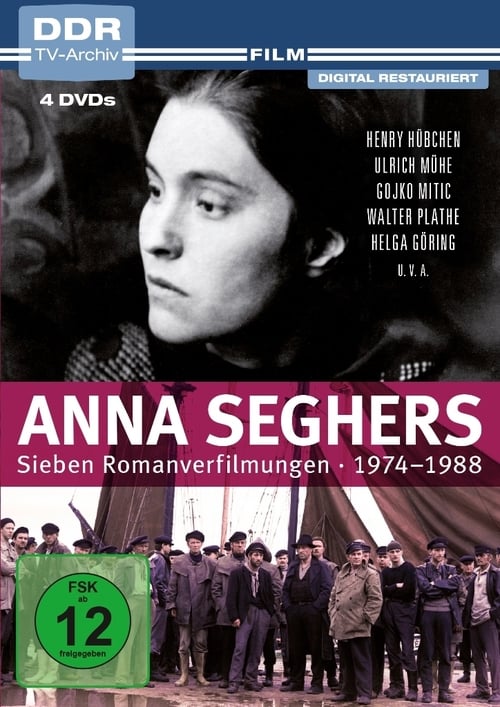 DDR
TV-Archiv
FILM
DIGITAL RESTAURIERT
4 DVDs
HENRY HÜBCHEN
ULRICH MÜHE
GOJKO MITIC
WALTER PLATHE
HELGA GÖRING
U. V. A.
ANNA SEGHERS
Sieben Romanverfilmungen · 1974–1988
FSK
ab
12
freigegeben